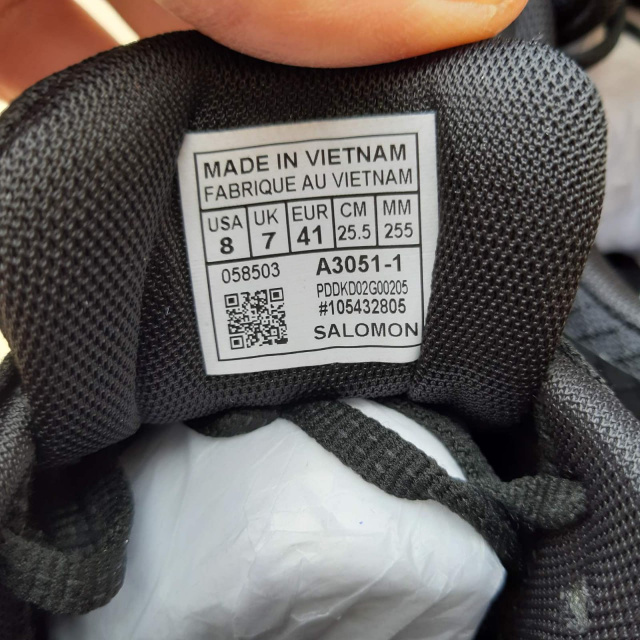 MADE IN VIETNAM
FABRIQUE AU VIETNAM
USA UK EUR CM MM
8 7 41 25.5 255
058503 A3051-1
PDDKD02G00205
#105432805
SALOMON